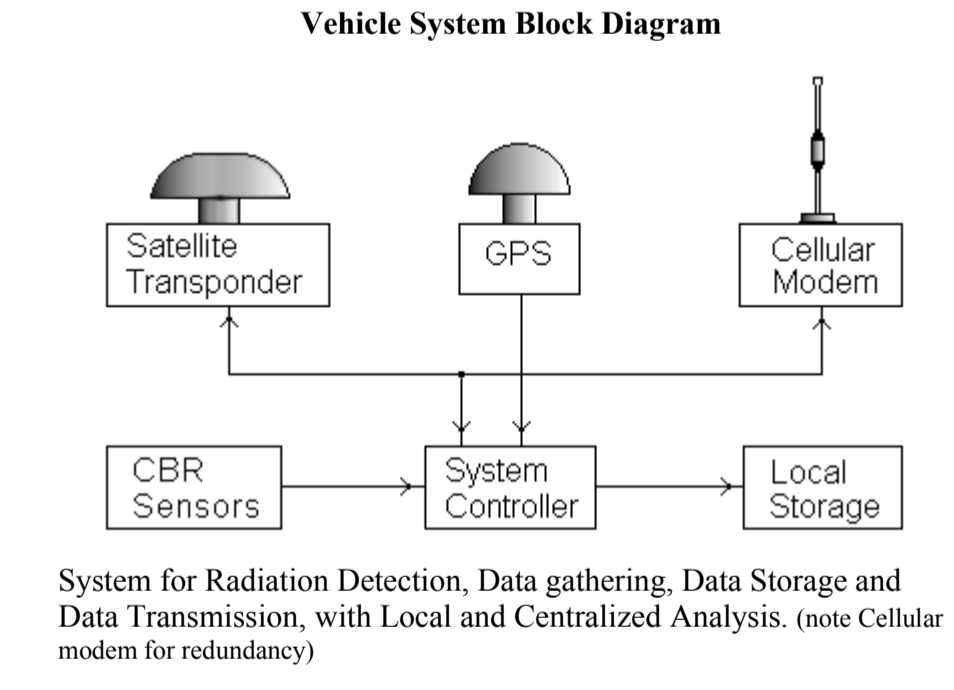 Vehicle System Block Diagram
Satellite
Transponder
GPS
Cellular
Modem
CBR
Sensors
System
Controller
Local
Storage
System for Radiation Detection, Data gathering, Data Storage and
Data Transmission, with Local and Centralized Analysis. (note Cellular
modem for redundancy)